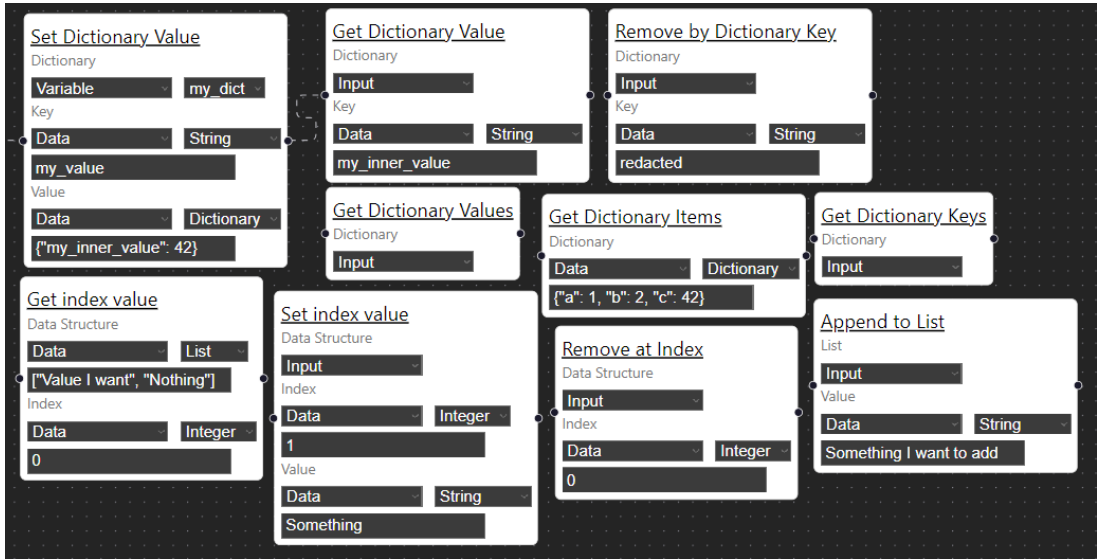 Set Dictionary Value
Dictionary
Variable my_dict
Key
Data String
my_value
Value
Data Dictionary
{"my_inner_value": 42}
Get Dictionary Value
Dictionary
Input
Key
Data String
my_inner_value
Remove by Dictionary Key
Dictionary
Input
Key
Data String
redacted
Get Dictionary Values
Dictionary
Input
Get Dictionary Items
Dictionary
Data Dictionary
{"a": 1, "b": 2, "c": 42}
Get Dictionary Keys
Dictionary
Input
Get index value
Data Structure
Data List
["Value I want", "Nothing"]
Index
Data Integer
0
Set index value
Data Structure
Input
Index
Data Integer
1
Value
Data String
Something
Remove at Index
Data Structure
Input
Index
Data Integer
0
Append to List
List
Input
Value
Data String
Something I want to add